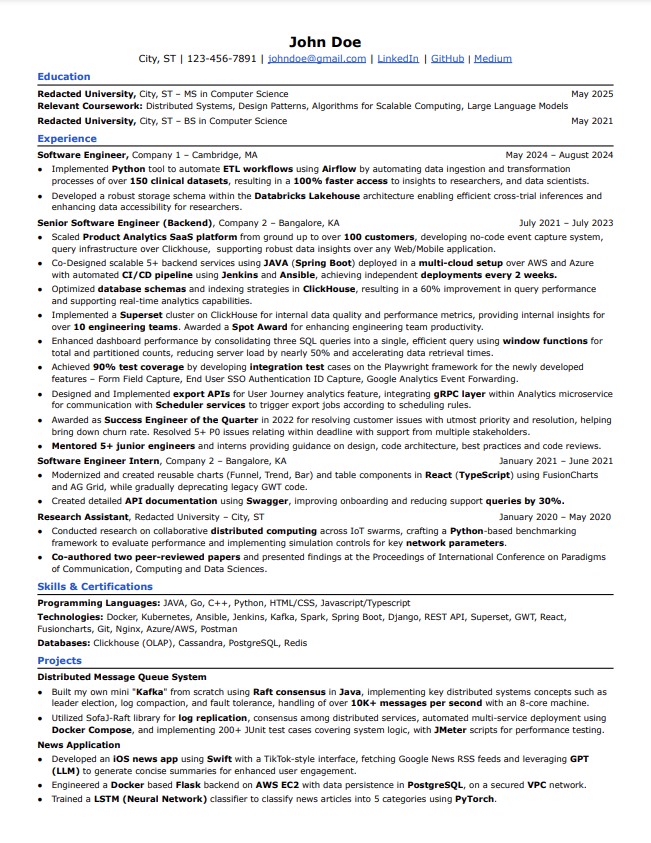 John Doe
City, ST | 123-456-7891 | johndoe@gmail.com | LinkedIn | GitHub | Medium
Education
Redacted University, City, ST – MS in Computer Science May 2025
Relevant Coursework: Distributed Systems, Design Patterns, Algorithms for Scalable Computing, Large Language Models
Redacted University, City, ST – BS in Computer Science May 2021
Experience
Software Engineer, Company 1 – Cambridge, MA May 2024 – August 2024
● Implemented Python tool to automate ETL workflows using Airflow by automating data ingestion and transformation
processes of over 150 clinical datasets, resulting in a 100% faster access to insights to researchers, and data scientists.
● Developed a robust storage schema within the Databricks Lakehouse architecture enabling efficient cross-trial inferences and
enhancing data accessibility for researchers.
Senior Software Engineer (Backend), Company 2 – Bangalore, KA July 2021 – July 2023
● Scaled Product Analytics SaaS platform from ground up to over 100 customers, developing no-code event capture system,
query infrastructure over Clickhouse, supporting robust data insights over any Web/Mobile application.
● Co-Designed scalable 5+ backend services using JAVA (Spring Boot) deployed in a multi-cloud setup over AWS and Azure
with automated CI/CD pipeline using Jenkins and Ansible, achieving independent deployments every 2 weeks.
● Optimized database schemas and indexing strategies in ClickHouse, resulting in a 60% improvement in query performance
and supporting real-time analytics capabilities.
● Implemented a Superset cluster on ClickHouse for internal data quality and performance metrics, providing internal insights for
over 10 engineering teams. Awarded a Spot Award for enhancing engineering team productivity.
● Enhanced dashboard performance by consolidating three SQL queries into a single, efficient query using window functions for
total and partitioned counts, reducing server load by nearly 50% and accelerating data retrieval times.
● Achieved 90% test coverage by developing integration test cases on the Playwright framework for the newly developed
features – Form Field Capture, End User SSO Authentication ID Capture, Google Analytics Event Forwarding.
● Designed and Implemented export APIs for User Journey analytics feature, integrating gRPC layer within Analytics microservice
for communication with Scheduler services to trigger export jobs according to scheduling rules.
● Awarded as Success Engineer of the Quarter in 2022 for resolving customer issues with utmost priority and resolution, helping
bring down churn rate. Resolved 5+ P0 issues relating within deadline with support from multiple stakeholders.
● Mentored 5+ junior engineers and interns providing guidance on design, code architecture, best practices and code reviews.
Software Engineer Intern, Company 2 – Bangalore, KA January 2021 – June 2021
● Modernized and created reusable charts (Funnel, Trend, Bar) and table components in React (TypeScript) using FusionCharts
and AG Grid, while gradually deprecating legacy GWT code.
● Created detailed API documentation using Swagger, improving onboarding and reducing support queries by 30%.
Research Assistant, Redacted University – City, ST January 2020 – May 2020
● Conducted research on collaborative distributed computing across IoT swarms, crafting a Python-based benchmarking
framework to evaluate performance and implementing simulation controls for key network parameters.
● Co-authored two peer-reviewed papers and presented findings at the Proceedings of International Conference on Paradigms
of Communication, Computing and Data Sciences.
Skills & Certifications
Programming Languages: JAVA, Go, C++, Python, HTML/CSS, Javascript/Typescript
Technologies: Docker, Kubernetes, Ansible, Jenkins, Kafka, Spark, Spring Boot, Django, REST API, Superset, GWT, React,
Fusioncharts, Git, Nginx, Azure/AWS, Postman
Databases: Clickhouse (OLAP), Cassandra, PostgreSQL, Redis
Projects
Distributed Message Queue System
● Built my own mini "Kafka" from scratch using Raft consensus in Java, implementing key distributed systems concepts such as
leader election, log compaction, and fault tolerance, handling of over 10K+ messages per second with an 8-core machine.
● Utilized SofaJ-Raft library for log replication, consensus among distributed services, automated multi-service deployment using
Docker Compose, and implementing 200+ JUnit test cases covering system logic, with JMeter scripts for performance testing.
News Application
● Developed an iOS news app using Swift with a TikTok-style interface, fetching Google News RSS feeds and leveraging GPT
(LLM) to generate concise summaries for enhanced user engagement.
● Engineered a Docker based Flask backend on AWS EC2 with data persistence in PostgreSQL, on a secured VPC network.
● Trained a LSTM (Neural Network) classifier to classify news articles into 5 categories using PyTorch.